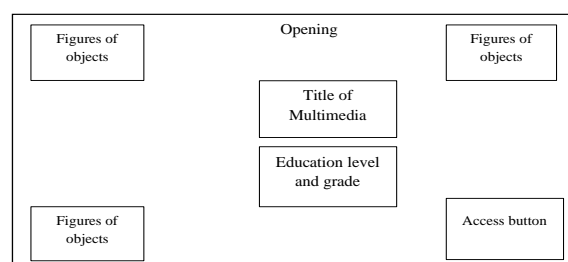 Opening
Figures of
objects
Figures of
objects
Title of
Multimedia
Education level
and grade
Figures of
objects
Access button